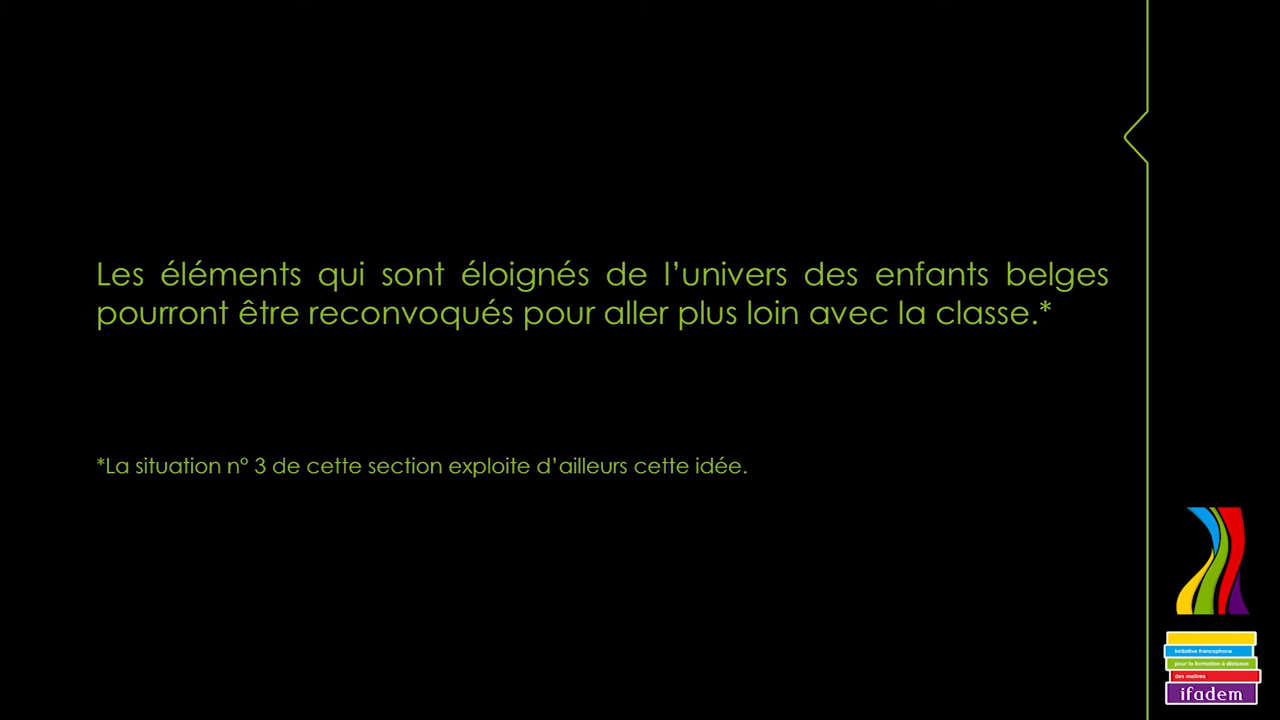 Les éléments qui sont éloignés de l’univers des enfants belges
pourront être reconvoqués pour aller plus loin avec la classe.*
*La situation n° 3 de cette section exploite d’ailleurs cette idée.
initiative francophone
pour la formation à distance
des maîtres
ifadem